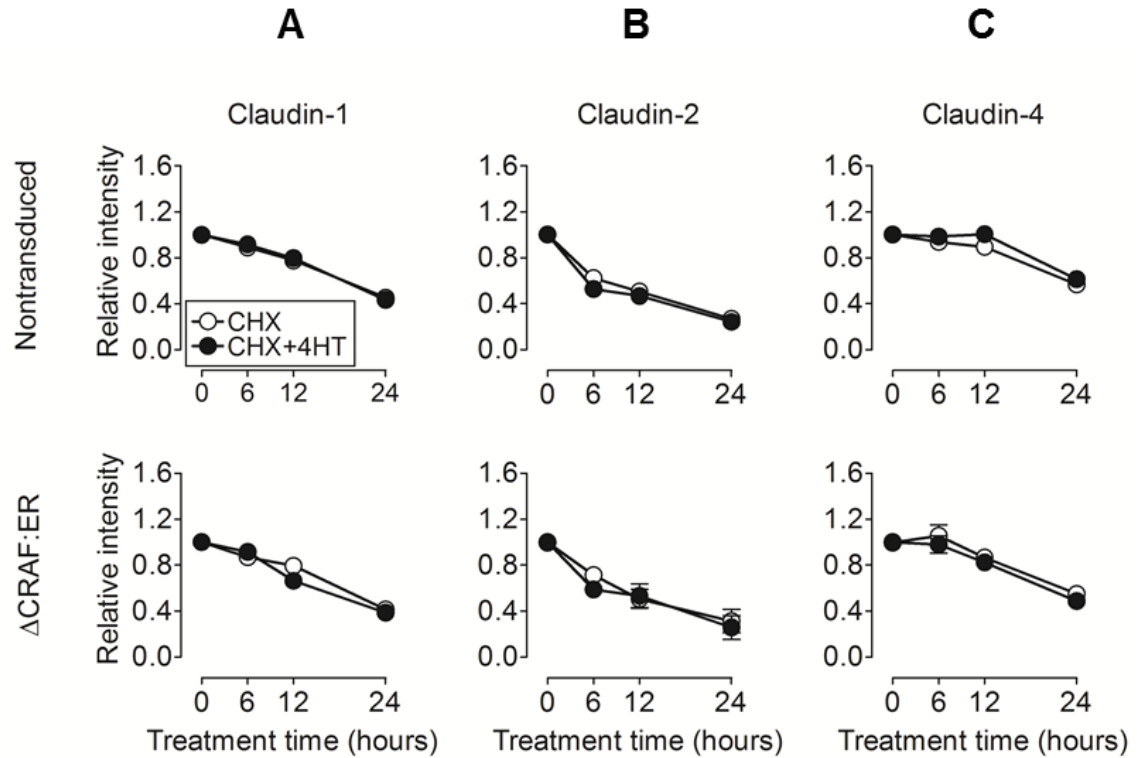 A B C
Claudin-1 Claudin-2 Claudin-4
Nontransduced
Relative intensity
1.6
1.2
0.8
0.4
0.0
CHX
CHX+4HT
0 6 12 24
1.6
1.2
0.8
0.4
0.0
0 6 12 24
1.6
1.2
0.8
0.4
0.0
0 6 12 24
ΔCRAF:ER
Relative intensity
1.6
1.2
0.8
0.4
0.0
0 6 12 24
Treatment time (hours)
1.6
1.2
0.8
0.4
0.0
0 6 12 24
Treatment time (hours)
1.6
1.2
0.8
0.4
0.0
0 6 12 24
Treatment time (hours)